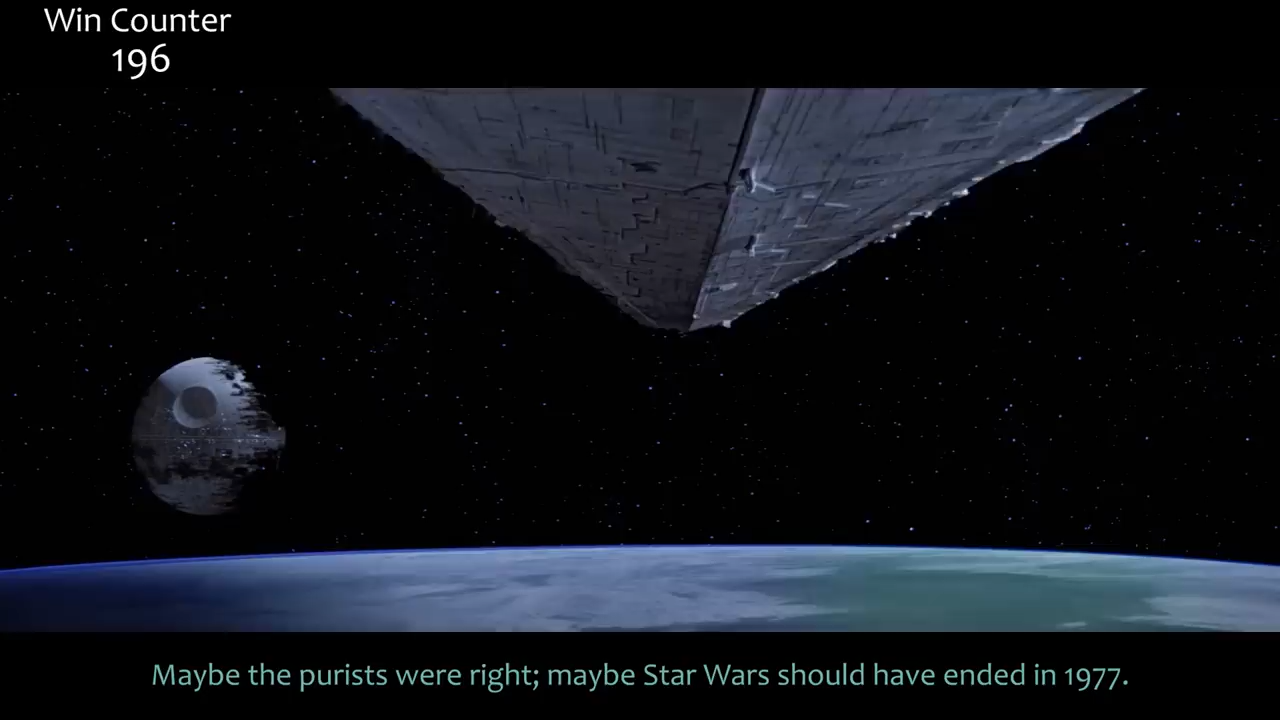 Win Counter
196
Maybe the purists were right; maybe Star Wars should have ended in 1977.